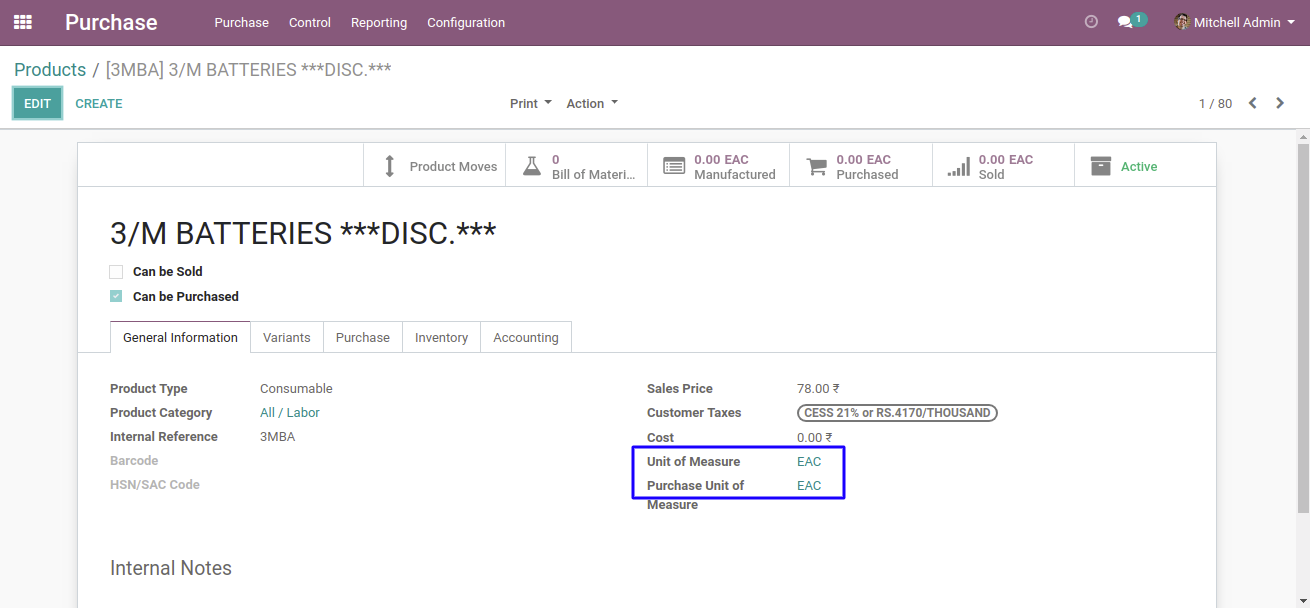 Purchase Purchase Control Reporting Configuration 1 Mitchell Admin
Products / [3MBA] 3/M BATTERIES ***DISC.***
EDIT CREATE Print Action 1 / 80
Product Moves
0
Bill of Materi...
0.00 EAC
Manufactured
0.00 EAC
Purchased
0.00 EAC
Sold
Active
3/M BATTERIES ***DISC.***
Can be Sold
Can be Purchased
General Information Variants Purchase Inventory Accounting
Product Type Consumable
Product Category All / Labor
Internal Reference 3MBA
Barcode
HSN/SAC Code
Sales Price 78.00 ₹
Customer Taxes CESS 21% or RS.4170/THOUSAND
Cost 0.00 ₹
Unit of Measure EAC
Purchase Unit of EAC
Measure
Internal Notes